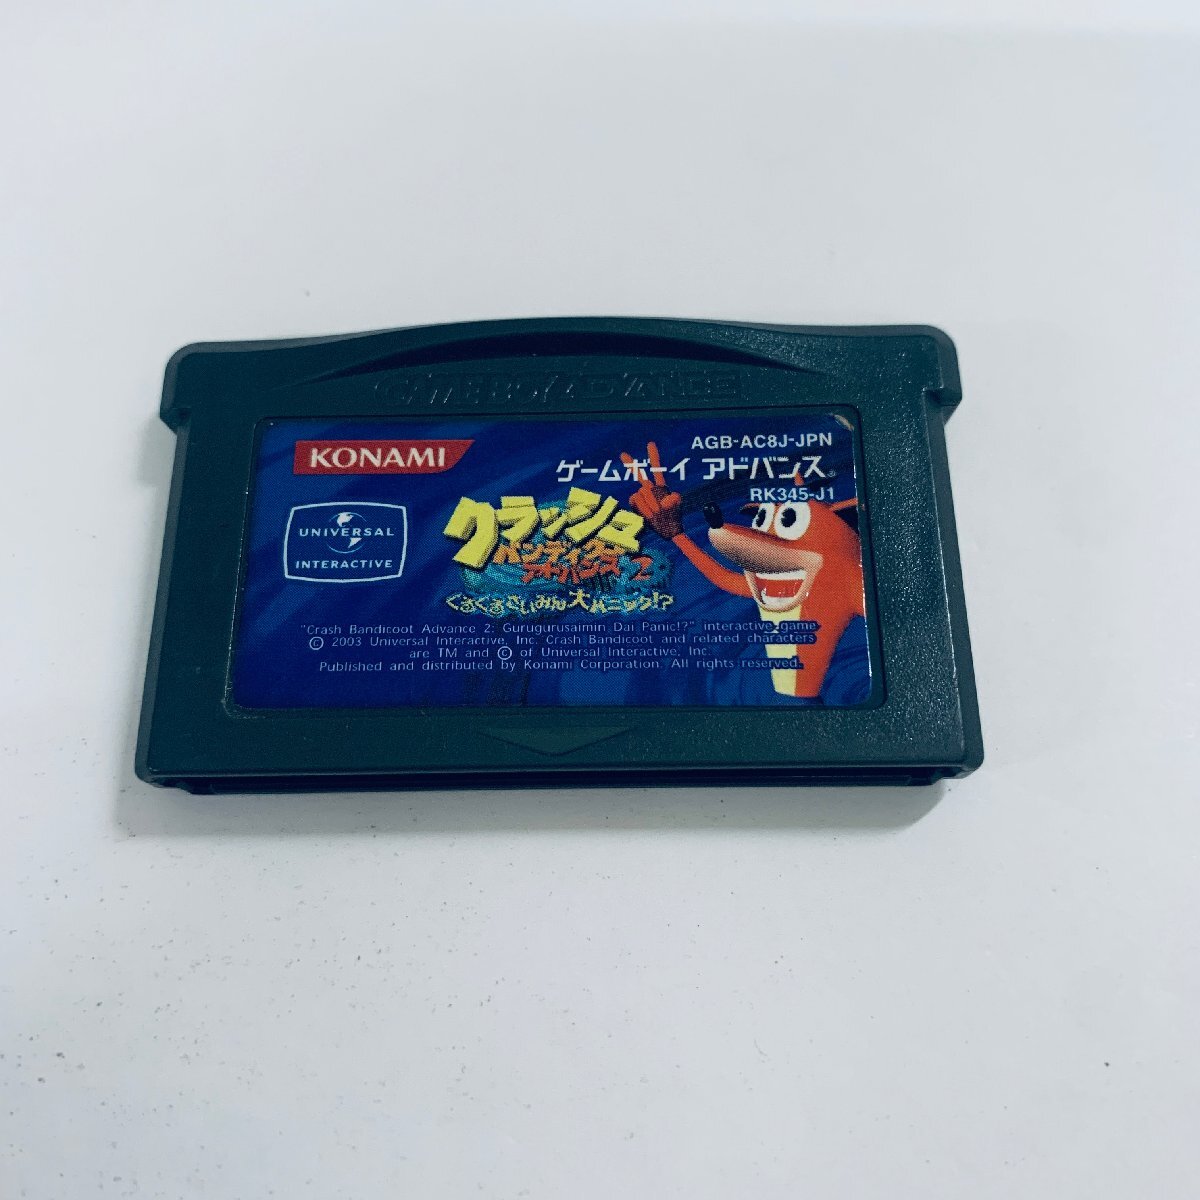 GAME BOY ADVANCE
KONAMI
AGB-AC8J-JPN
ゲームボーイ アドバンス®
RK345-J1
UNIVERSAL
INTERACTIVE
クラッシュ
バンディクー
アドバンス2
ぐるぐるさいみん大パニック!?
"Crash Bandicoot Advance 2: Gurugurusaimin Dai Panic!?" interactive game
© 2003 Universal Interactive, Inc. Crash Bandicoot and related characters
are TM and © of Universal Interactive, Inc.
Published and distributed by Konami Corporation. All rights reserved.